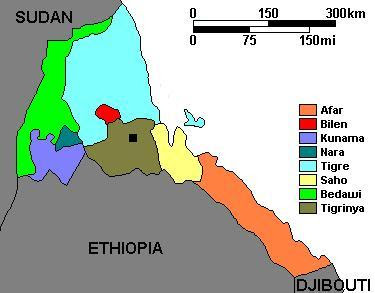 SUDAN
0 150 300km
0 75 150mi
Afar
Bilen
Kunama
Nara
Tigre
Saho
Bedawi
Tigrinya
ETHIOPIA
DJIBOUTI